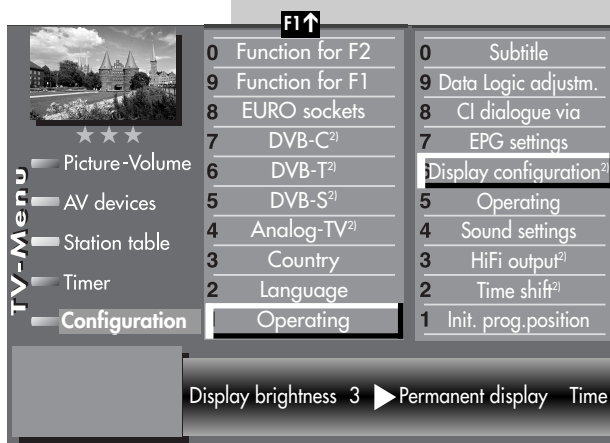 F1↑
TV-Menu
Picture-Volume
AV devices
Station table
Timer
Configuration
0 Function for F2
9 Function for F1
8 EURO sockets
7 DVB-C2)
6 DVB-T2)
5 DVB-S2)
4 Analog-TV2)
3 Country
2 Language
Operating
0 Subtitle
9 Data Logic adjustm.
8 CI dialogue via
7 EPG settings
6 Display configuration2)
5 Operating
4 Sound settings
3 HiFi output2)
2 Time shift2)
1 Init. prog.position
Display brightness 3 ▶ Permanent display Time